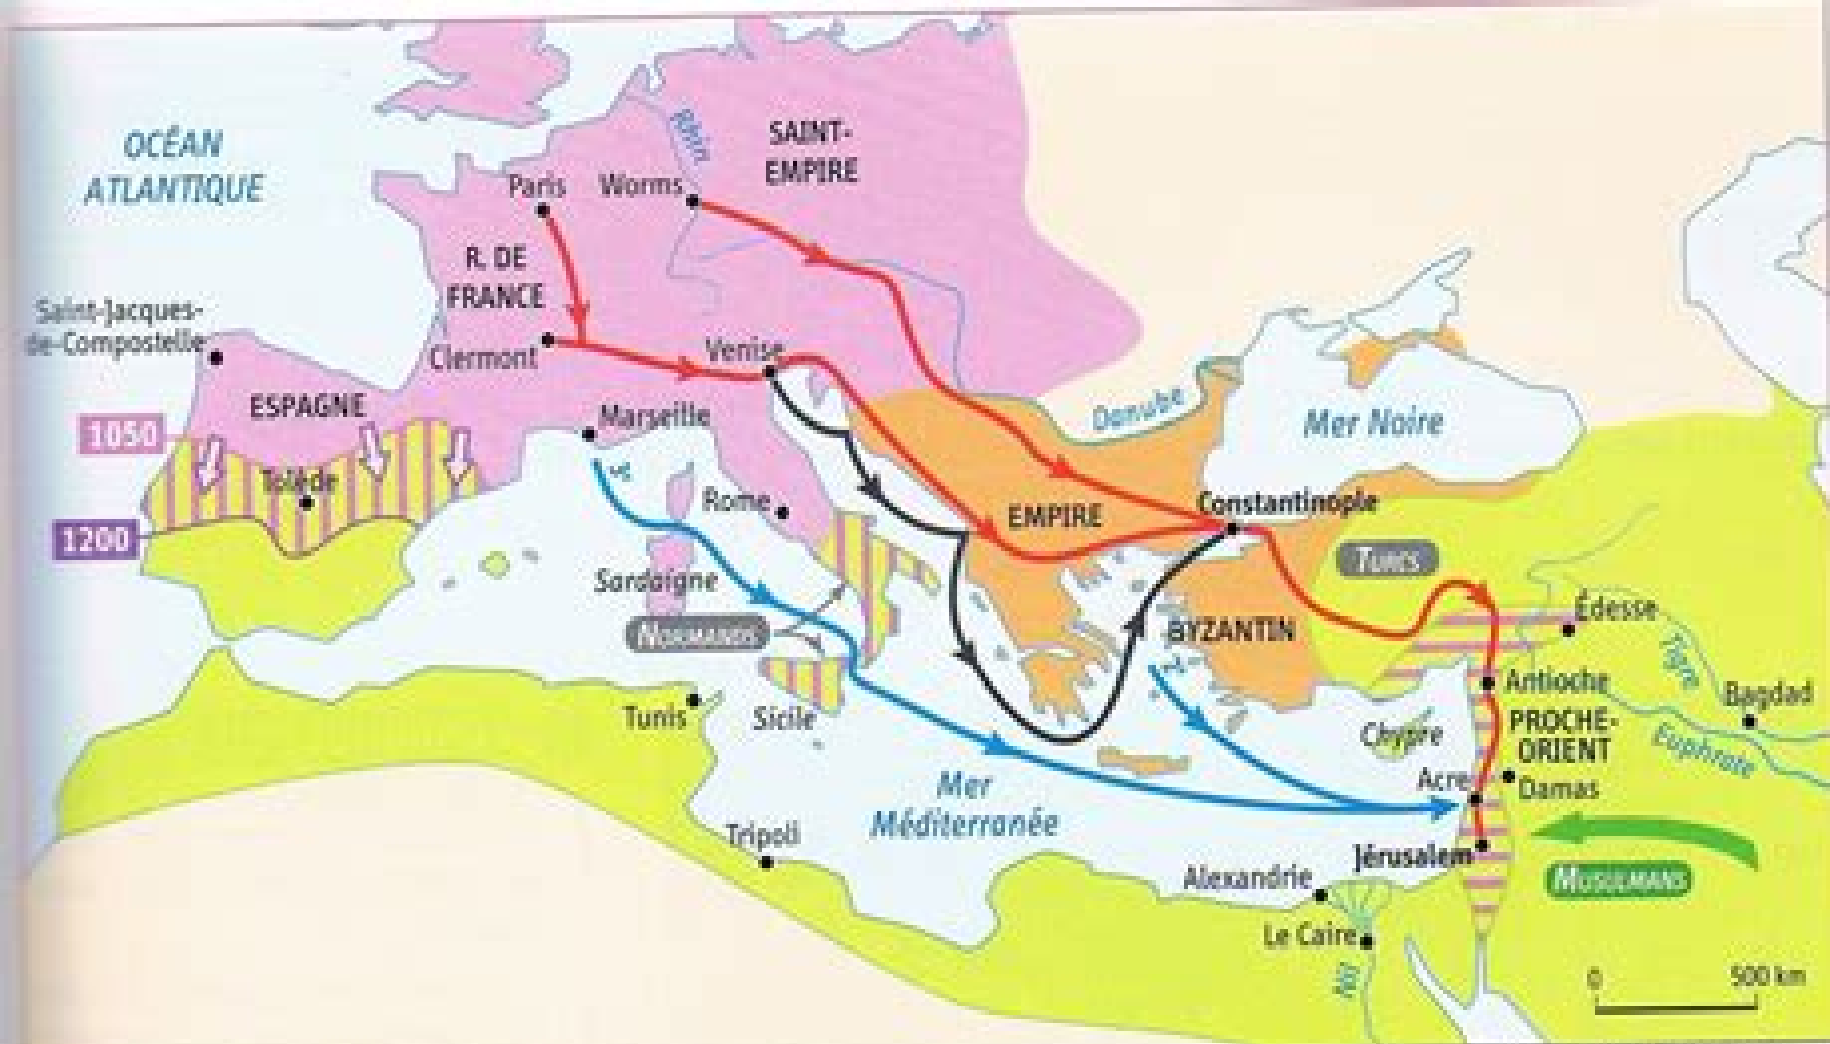 OCÉAN
ATLANTIQUE
Rhin
SAINT-
EMPIRE
Paris
Worms
R. DE
FRANCE
Saint-Jacques-
de-Compostelle
Clermont
Venise
ESPAGNE
1050
Marseille
Danube
Mer Noire
Tolède
Rome
1200
EMPIRE
Constantinople
TURCS
Sardaigne
NORMANDS
BYZANTIN
Édesse
Tigre
Antioche
Bagdad
Tunis
Sicile
Chypre
PROCHE-
ORIENT
Euphrate
Acre
Damas
Mer
Méditerranée
Tripoli
Jérusalem
Alexandrie
MUSULMANS
Le Caire
Nil
0
500 km